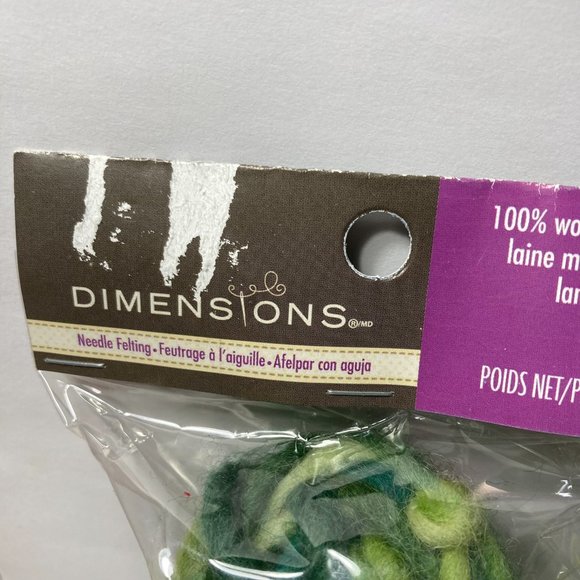 DIMENSIONS®/MD
Needle Felting • Feutrage à l'aiguille • Afelpar con aguja
100% wo
laine m
lar
POIDS NET/P